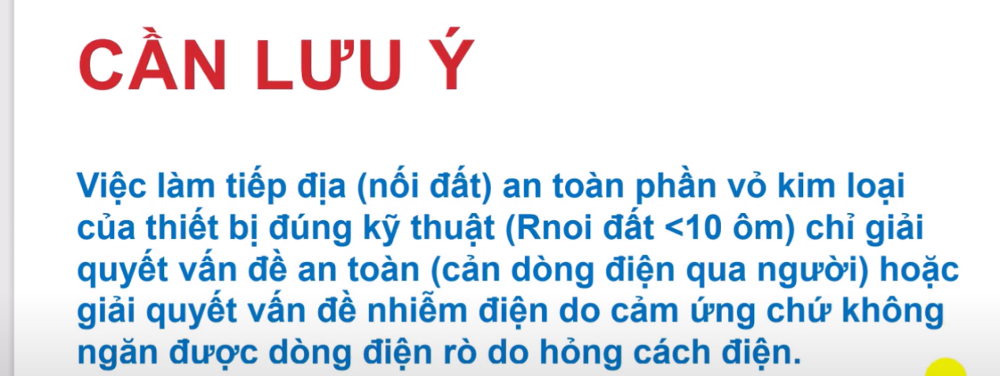 CẦN LƯU Ý
Việc làm tiếp địa (nối đất) an toàn phần vỏ kim loại
của thiết bị đúng kỹ thuật (Rnoi đất <10 ôm) chỉ giải
quyết vấn đề an toàn (cản dòng điện qua người) hoặc
giải quyết vấn đề nhiễm điện do cảm ứng chứ không
ngăn được dòng điện rò do hỏng cách điện.